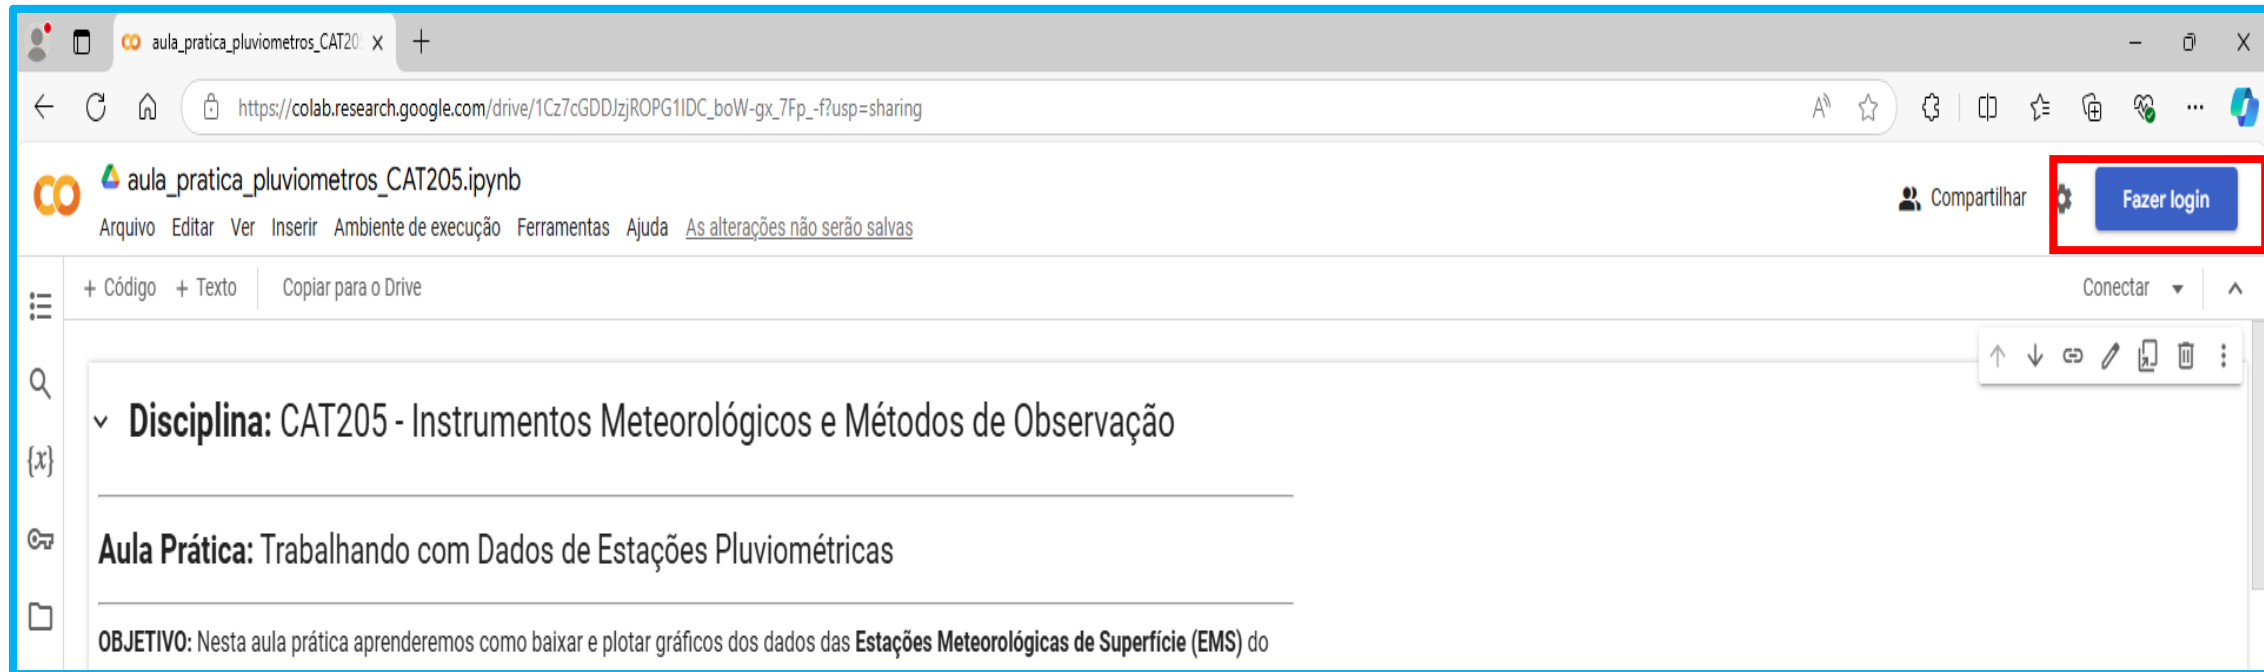 aula_pratica_pluviometros_CAT20
https://colab.research.google.com/drive/1Cz7cGDDJzjROPG1IDC_boW-gx_7Fp_-f?usp=sharing
aula_pratica_pluviometros_CAT205.ipynb
Compartilhar
Fazer login
Arquivo Editar Ver Inserir Ambiente de execução Ferramentas Ajuda As alterações não serão salvas
+ Código + Texto Copiar para o Drive
Conectar
Disciplina: CAT205 - Instrumentos Meteorológicos e Métodos de Observação
{x}
Aula Prática: Trabalhando com Dados de Estações Pluviométricas
OBJETIVO: Nesta aula prática aprenderemos como baixar e plotar gráficos dos dados das Estações Meteorológicas de Superfície (EMS) do